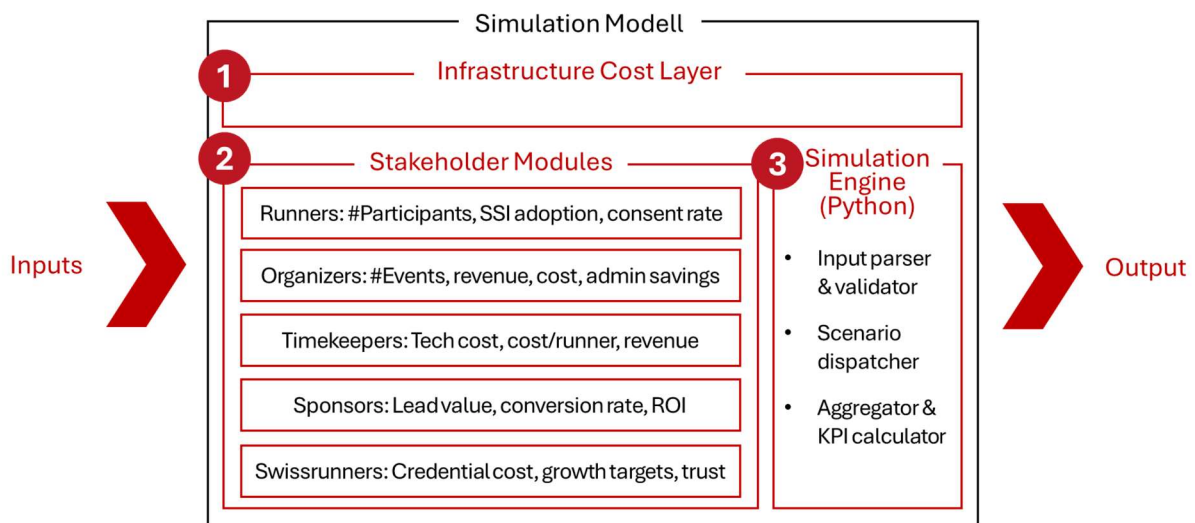 Simulation Modell
1
Infrastructure Cost Layer
2
Stakeholder Modules
Runners: #Participants, SSI adoption, consent rate
Organizers: #Events, revenue, cost, admin savings
Timekeepers: Tech cost, cost/runner, revenue
Sponsors: Lead value, conversion rate, ROI
Swissrunners: Credential cost, growth targets, trust
3
Simulation
Engine
(Python)
• Input parser
& validator
• Scenario
dispatcher
• Aggregator &
KPI calculator
Inputs
Output